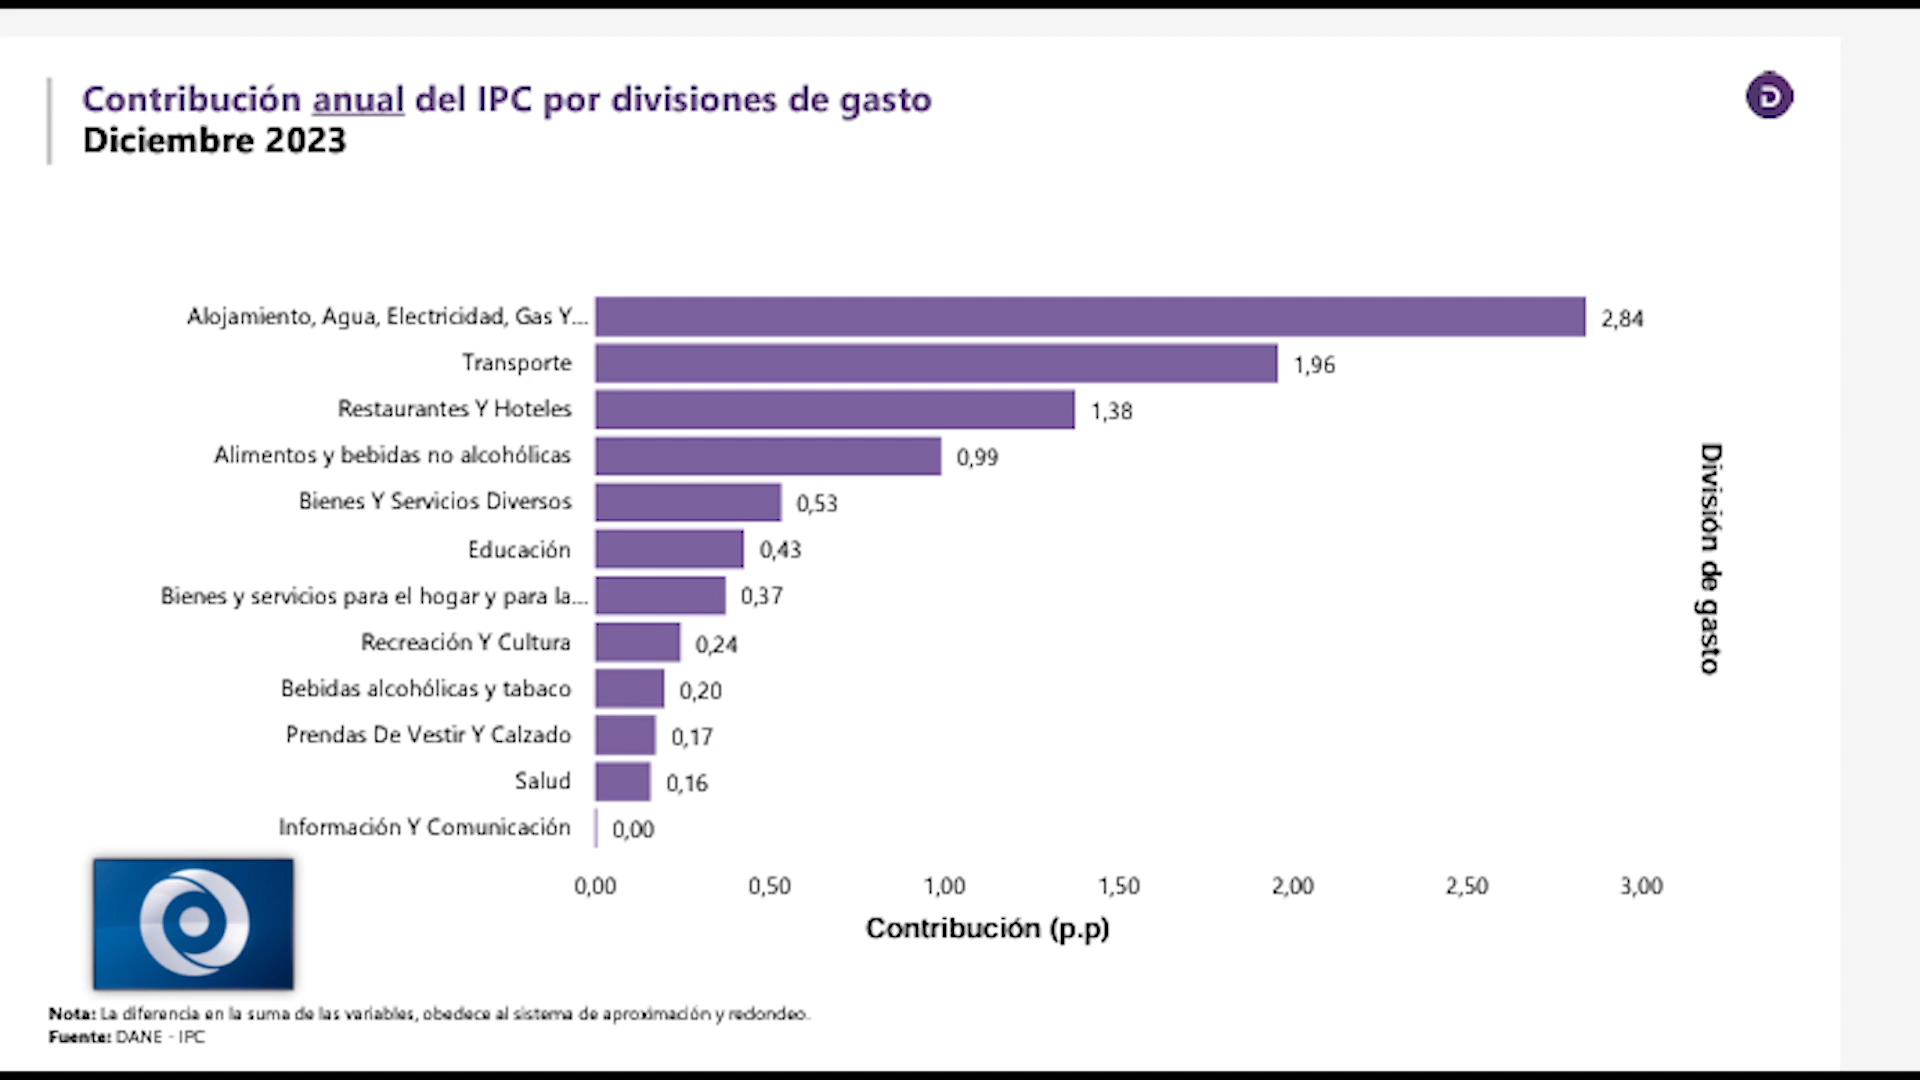 Contribución anual del IPC por divisiones de gasto
Diciembre 2023
Alojamiento, Agua, Electricidad, Gas Y... 2,84
Transporte 1,96
Restaurantes Y Hoteles 1,38
Alimentos y bebidas no alcohólicas 0,99
Bienes Y Servicios Diversos 0,53
Educación 0,43
Bienes y servicios para el hogar y para la... 0,37
Recreación Y Cultura 0,24
Bebidas alcohólicas y tabaco 0,20
Prendas De Vestir Y Calzado 0,17
Salud 0,16
Información Y Comunicación 0,00
0,00 0,50 1,00 1,50 2,00 2,50 3,00
Contribución (p.p)
División de gasto
Nota: La diferencia en la suma de las variables, obedece al sistema de aproximación y redondeo.
Fuente: DANE - IPC